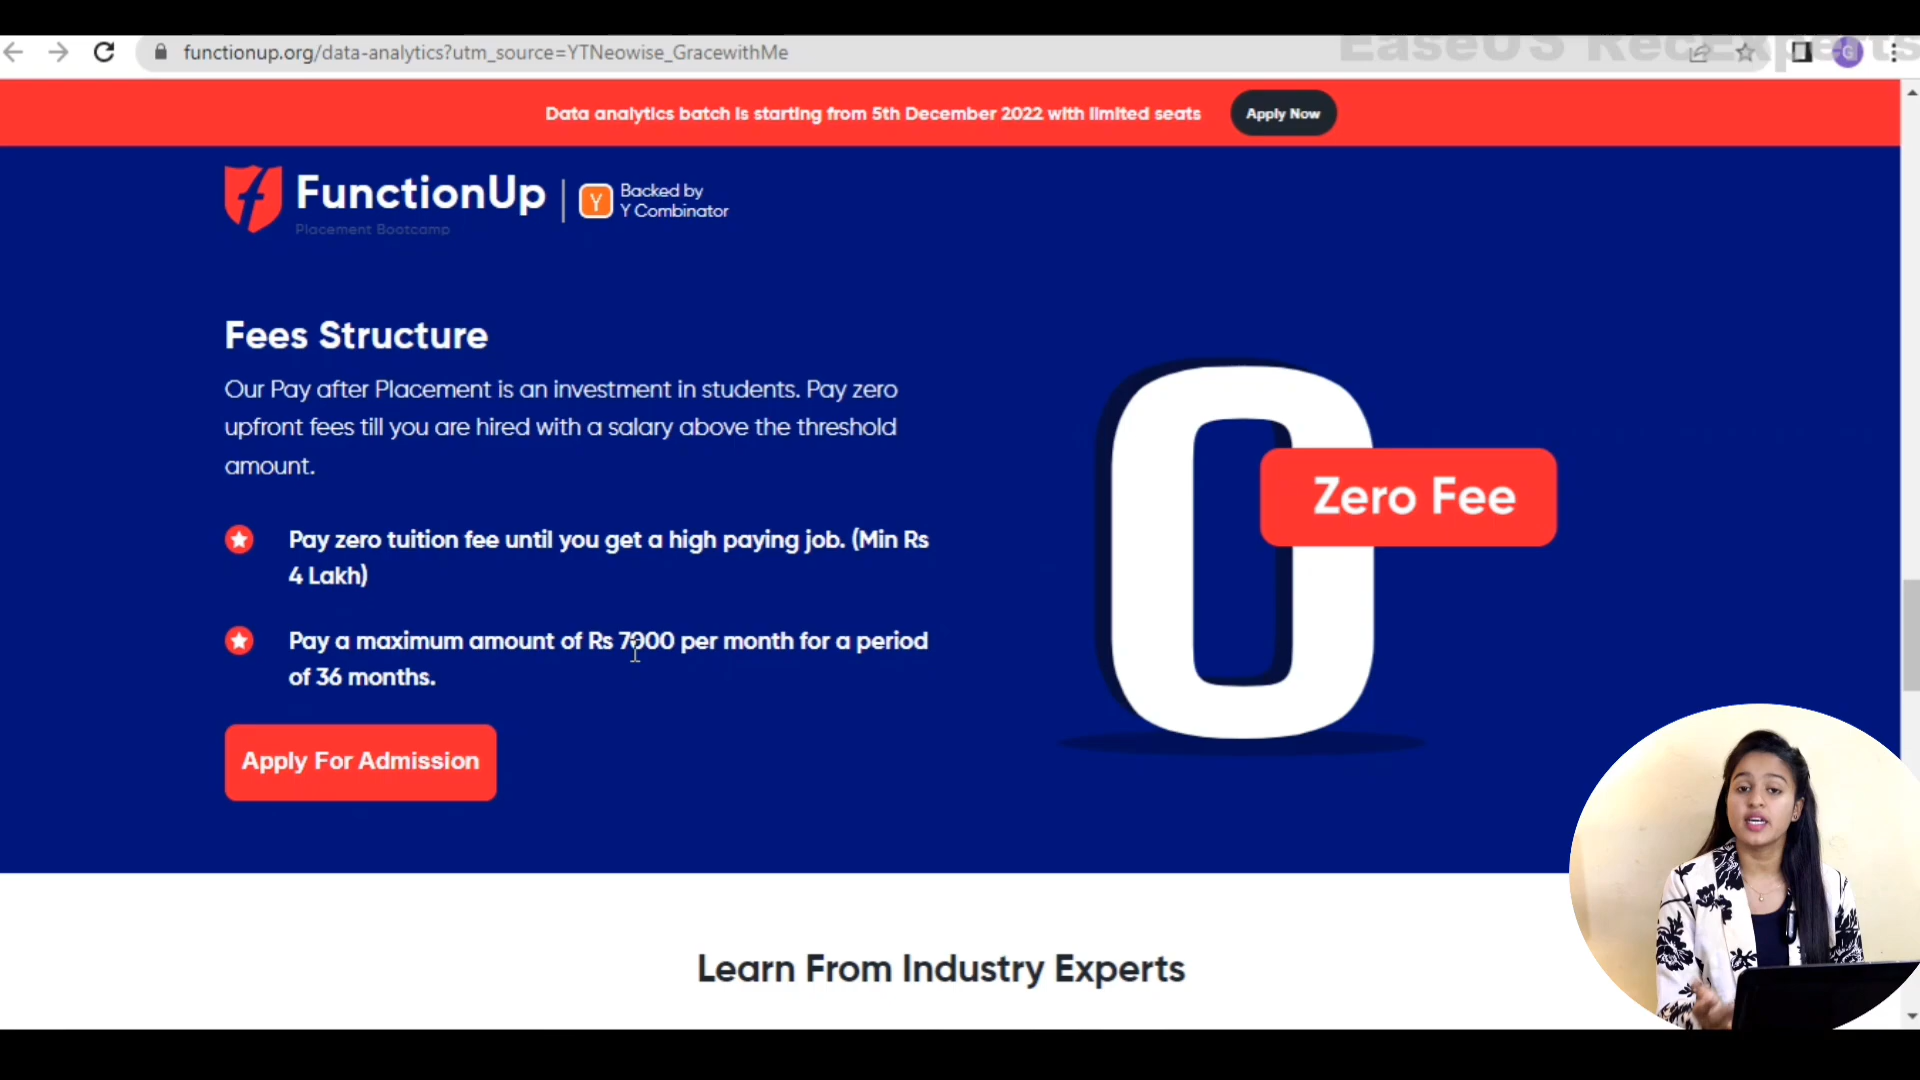 EaseUS RecExperts
functionup.org/data-analytics?utm_source=YTNeowise_GracewithMe
G
Data analytics batch is starting from 5th December 2022 with limited seats
Apply Now
FunctionUp
Placement Bootcamp
Y
Backed by
Y Combinator
Fees Structure
Our Pay after Placement is an investment in students. Pay zero
upfront fees till you are hired with a salary above the threshold
amount.
Pay zero tuition fee until you get a high paying job. (Min Rs
4 Lakh)
Pay a maximum amount of Rs 7000 per month for a period
of 36 months.
Apply For Admission
0
Zero Fee
Learn From Industry Experts